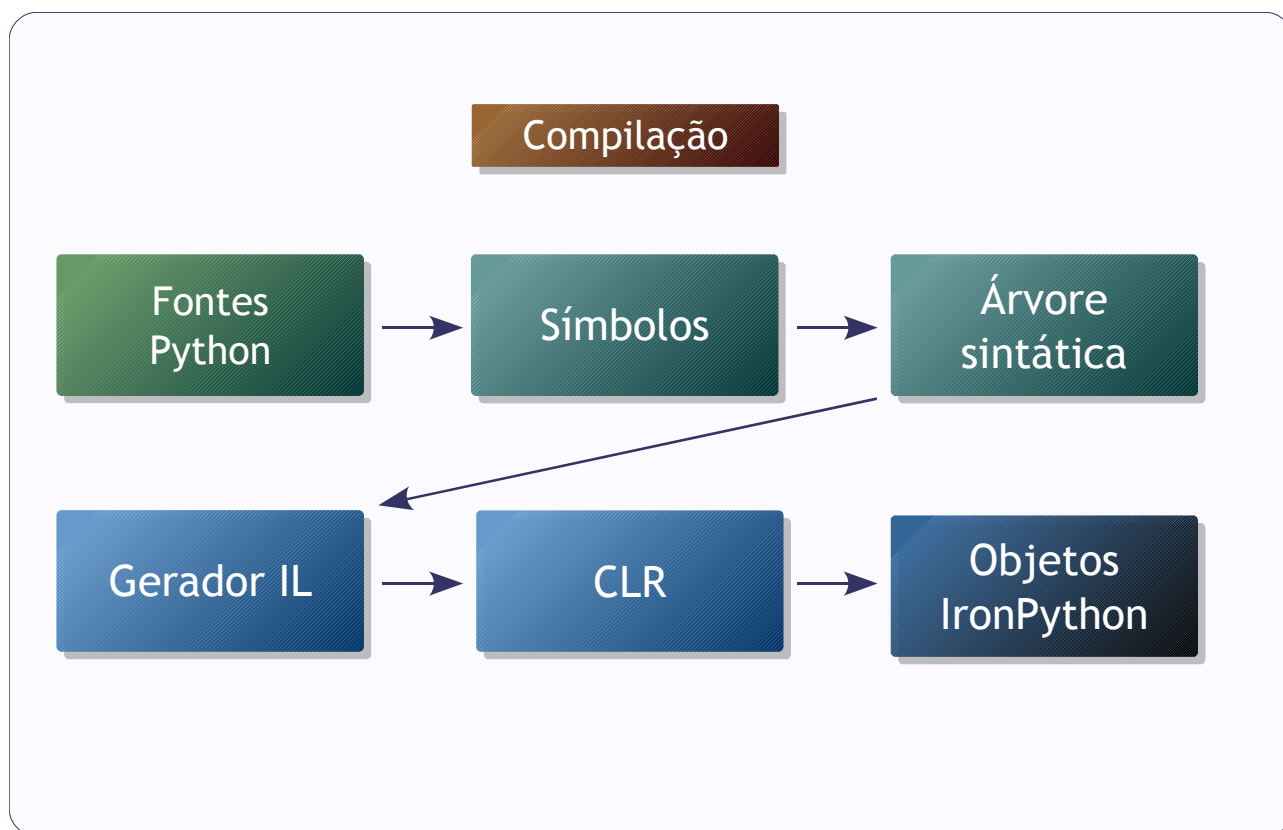 Compilação
Fontes
Python
Símbolos
Árvore
sintática
Gerador IL
CLR
Objetos
IronPython